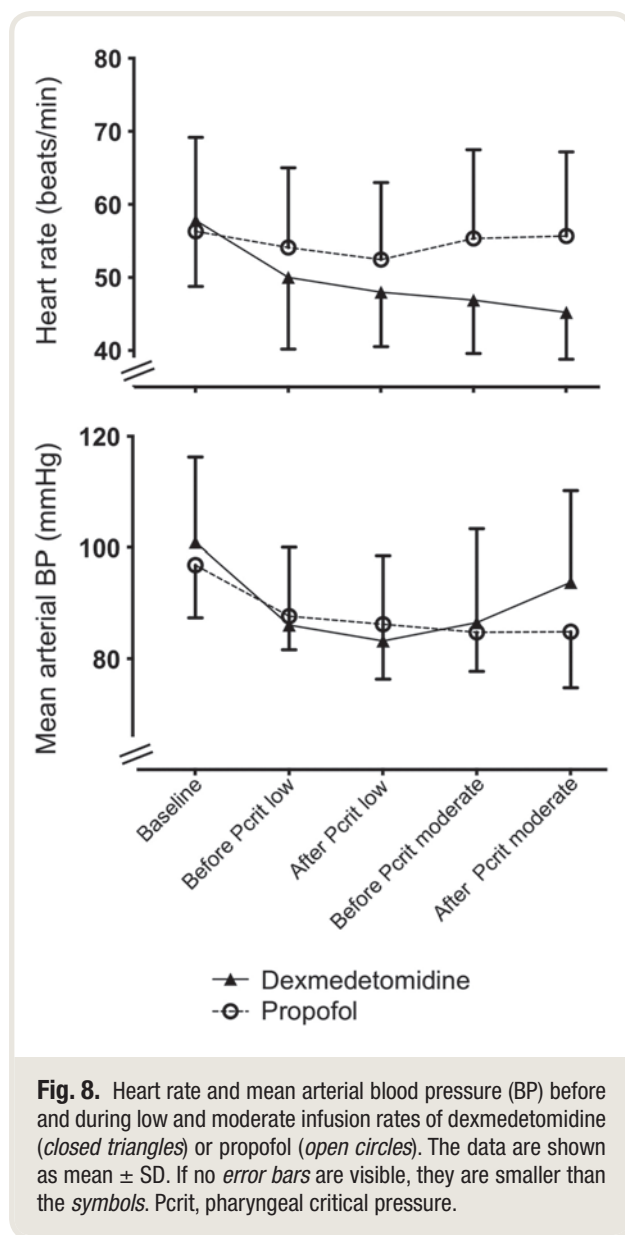 80
70
60
50
40
Heart rate (beats/min)
120
100
80
Mean arterial BP (mmHg)
Baseline
Before Pcrit low
After Pcrit low
Before Pcrit moderate
After Pcrit moderate
Dexmedetomidine
Propofol
Fig. 8. Heart rate and mean arterial blood pressure (BP) before
and during low and moderate infusion rates of dexmedetomidine
(closed triangles) or propofol (open circles). The data are shown
as mean ± SD. If no error bars are visible, they are smaller than
the symbols. Pcrit, pharyngeal critical pressure.